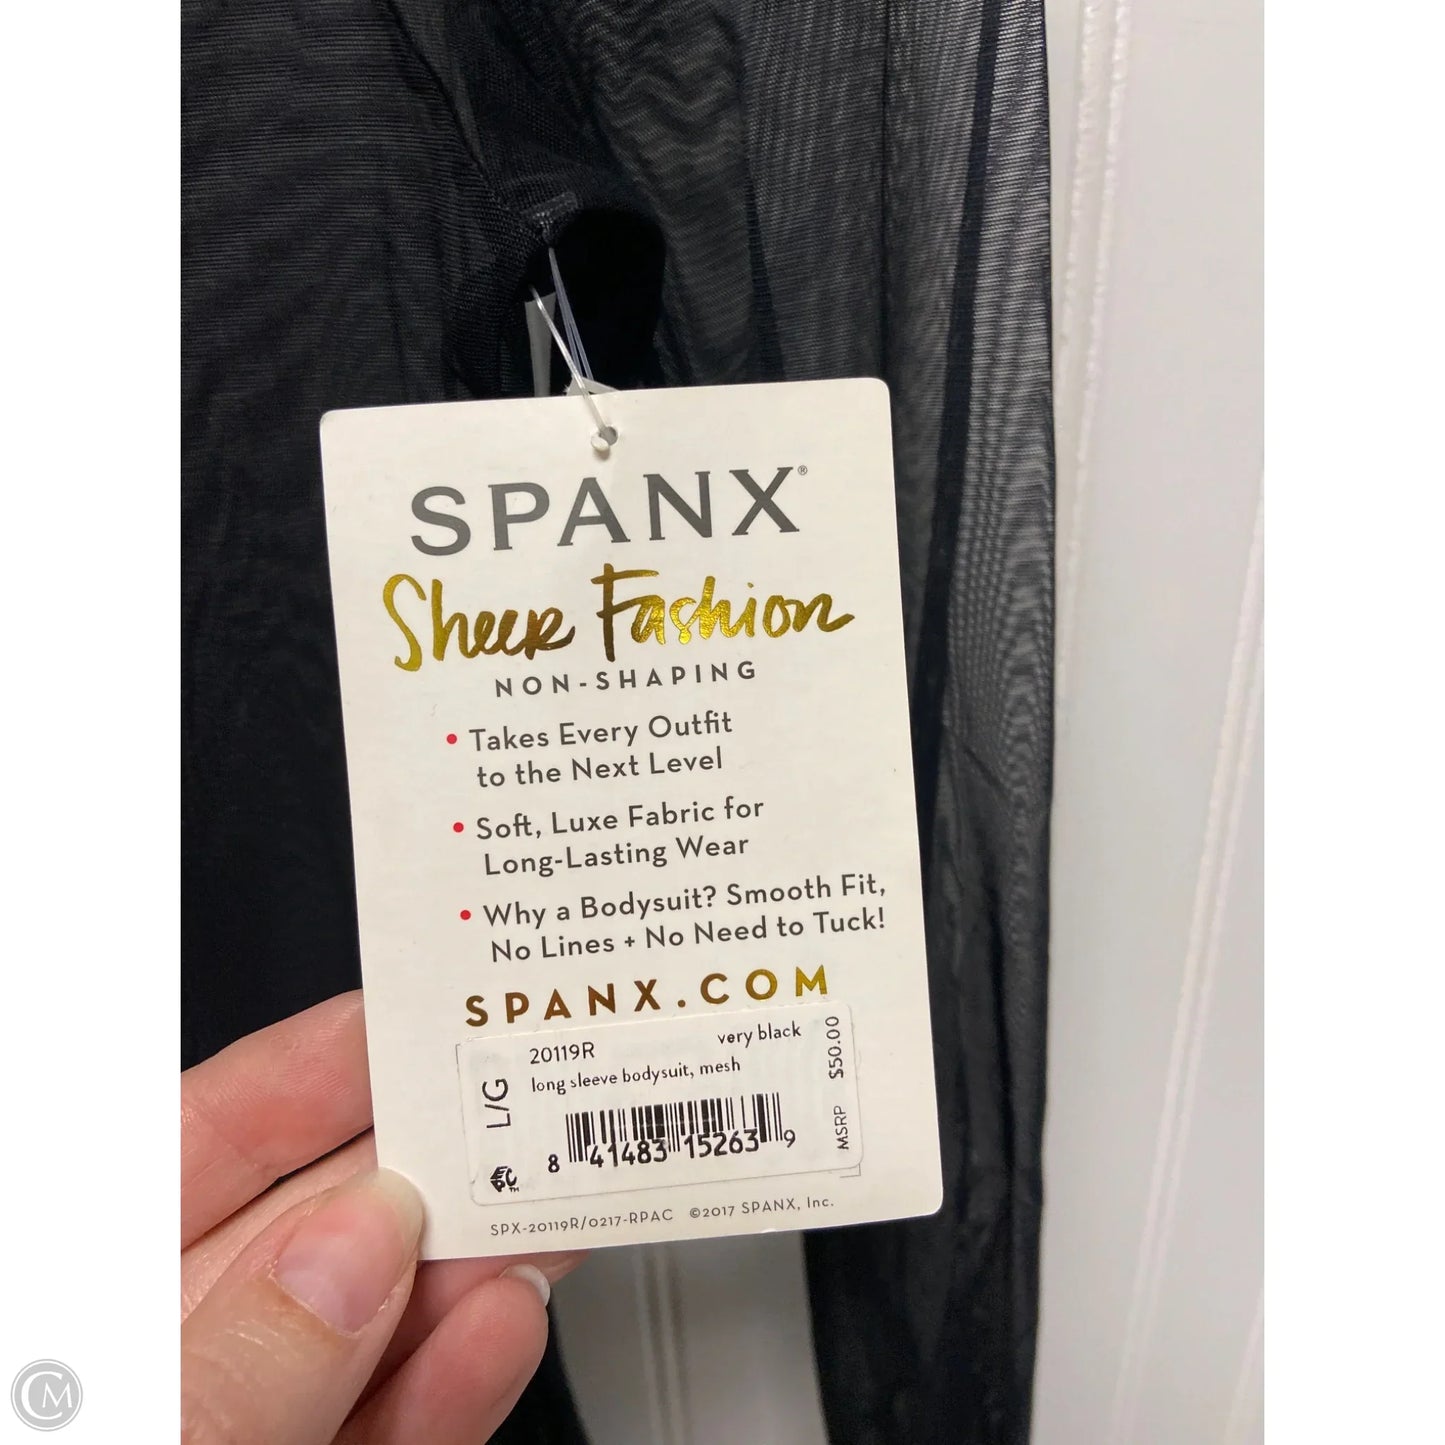 SPANX®
Sheer Fashion
NON-SHAPING
• Takes Every Outfit
to the Next Level
• Soft, Luxe Fabric for
Long-Lasting Wear
• Why a Bodysuit? Smooth Fit,
No Lines + No Need to Tuck!
SPANX.COM
20119R very black
long sleeve bodysuit, mesh
L/G
MSRP $50.00
8 41483 15263 9
SPX-20119R/0217-RPAC ©2017 SPANX, Inc.
CM